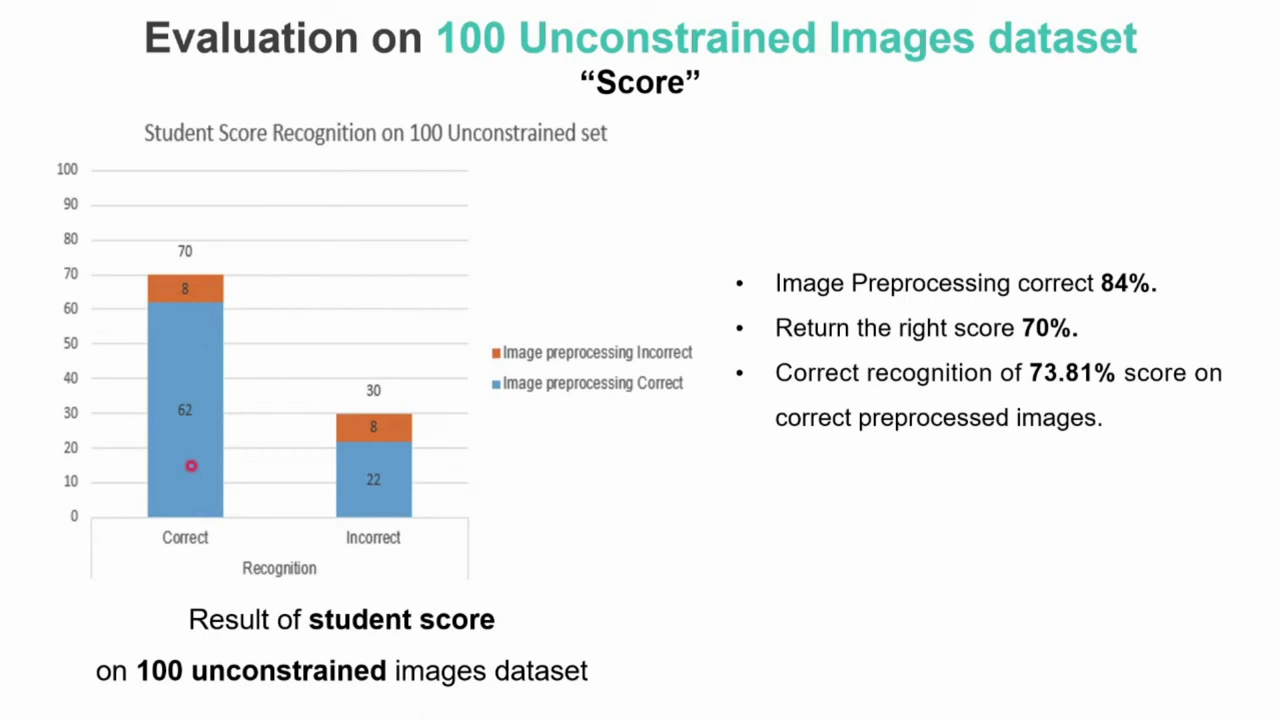 Evaluation on 100 Unconstrained Images dataset
“Score”
Student Score Recognition on 100 Unconstrained set
100
90
80
70
60
50
40
30
20
10
0
70
8
62
30
8
22
Correct
Incorrect
Recognition
Image preprocessing Incorrect
Image preprocessing Correct
Result of student score
on 100 unconstrained images dataset
• Image Preprocessing correct 84%.
• Return the right score 70%.
• Correct recognition of 73.81% score on
correct preprocessed images.